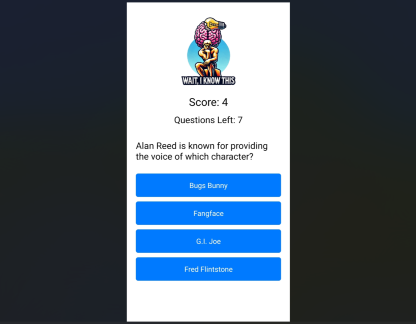 WAIT, I KNOW THIS
Score: 4
Questions Left: 7
Alan Reed is known for providing
the voice of which character?
Bugs Bunny
Fangface
G.I. Joe
Fred Flintstone